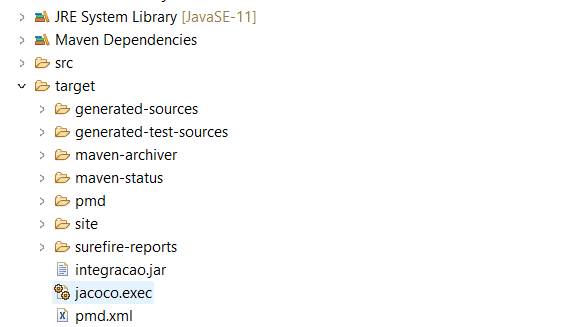 JRE System Library [JavaSE-11]
Maven Dependencies
src
target
generated-sources
generated-test-sources
maven-archiver
maven-status
pmd
site
surefire-reports
integracao.jar
jacoco.exec
pmd.xml